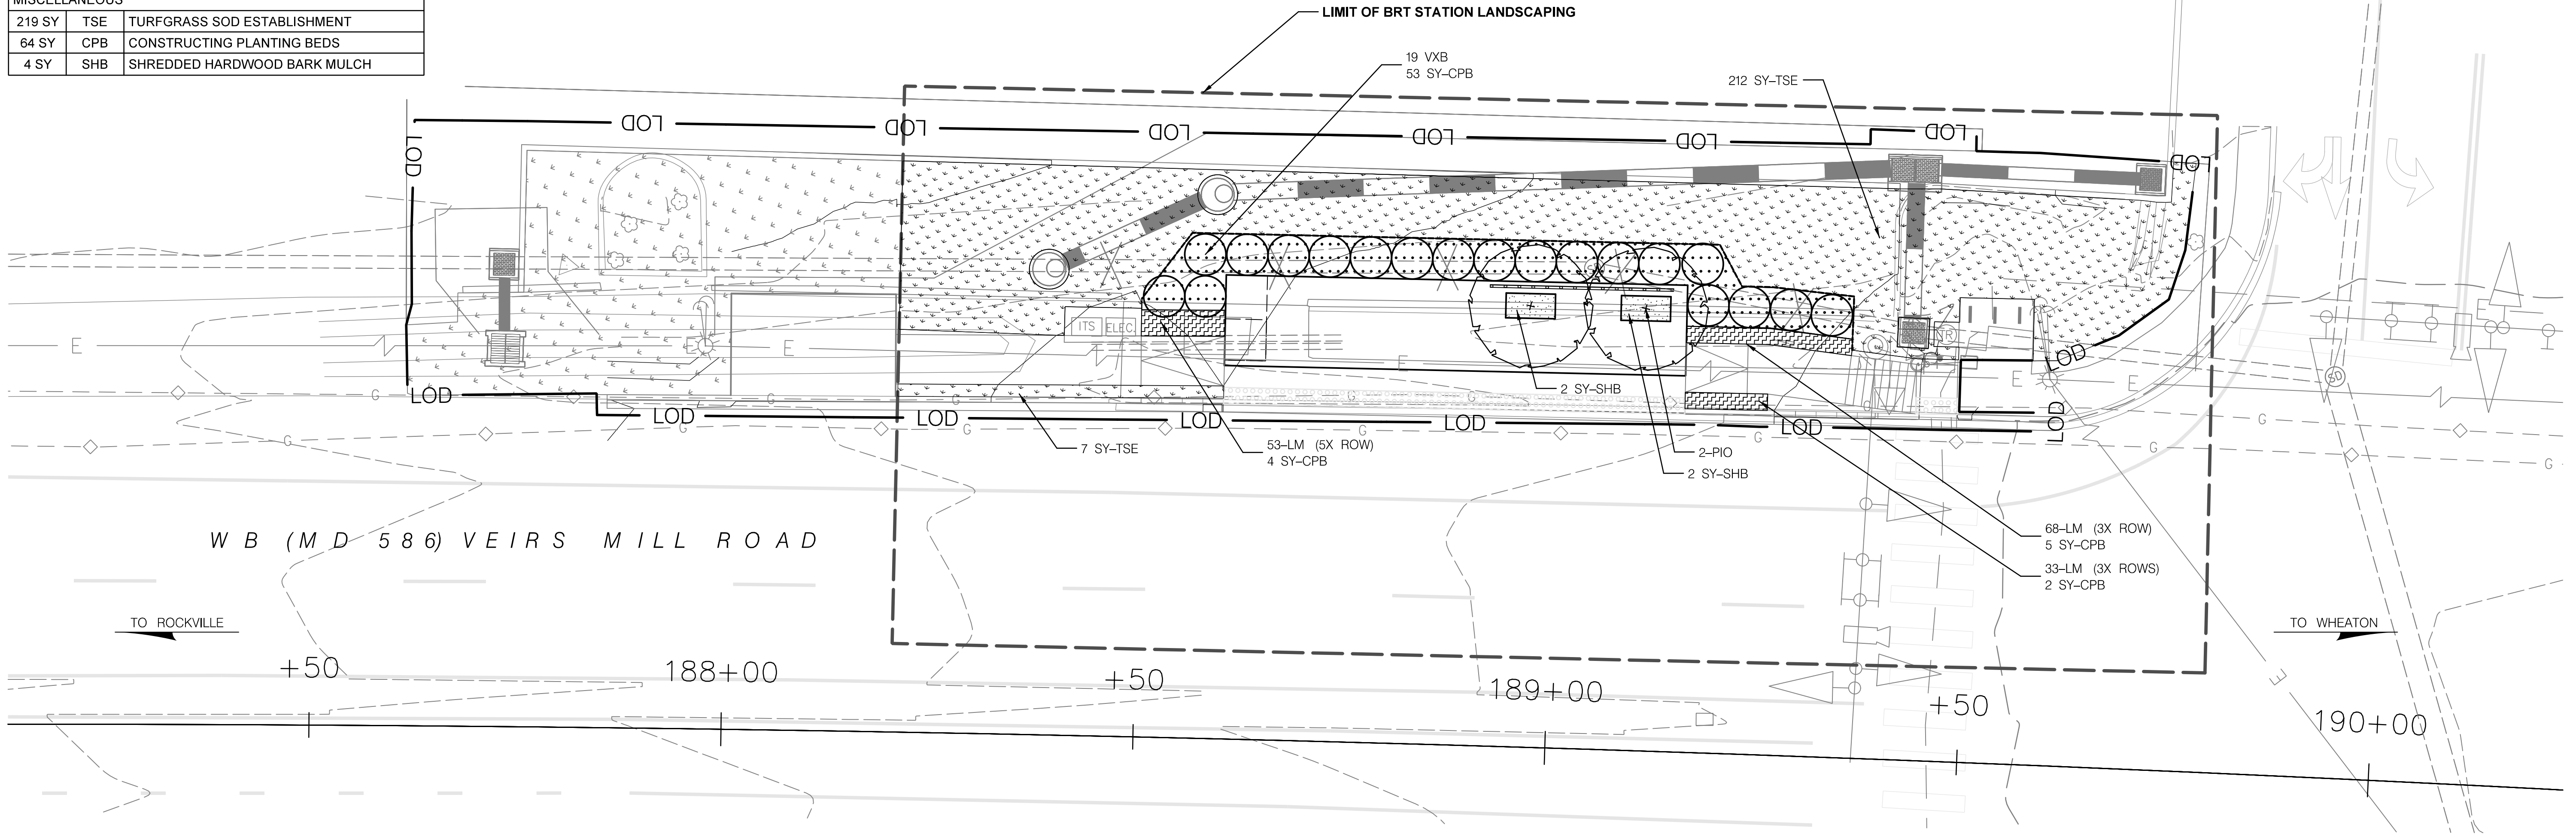 MISCELLANEOUS
219 SY TSE TURFGRASS SOD ESTABLISHMENT
64 SY CPB CONSTRUCTING PLANTING BEDS
4 SY SHB SHREDDED HARDWOOD BARK MULCH
LIMIT OF BRT STATION LANDSCAPING
19 VXB
53 SY–CPB
212 SY–TSE
LOD
LOD
LOD
LOD
LOD
LOD
LOD
LOD
ITS ELEC.
E
E
E
E
E
E
NR
SD
LOD
LOD
LOD
LOD
LOD
LOD
LOD
LOD
LOD
G
G
G
G
G
G
G
G
G
G
G
2 SY–SHB
7 SY–TSE
53–LM (5X ROW)
4 SY–CPB
2–PIO
2 SY–SHB
68–LM (3X ROW)
5 SY–CPB
33–LM (3X ROWS)
2 SY–CPB
WB (MD 586) VEIRS MILL ROAD
TO ROCKVILLE
TO WHEATON
+50
188+00
+50
189+00
+50
190+00
E